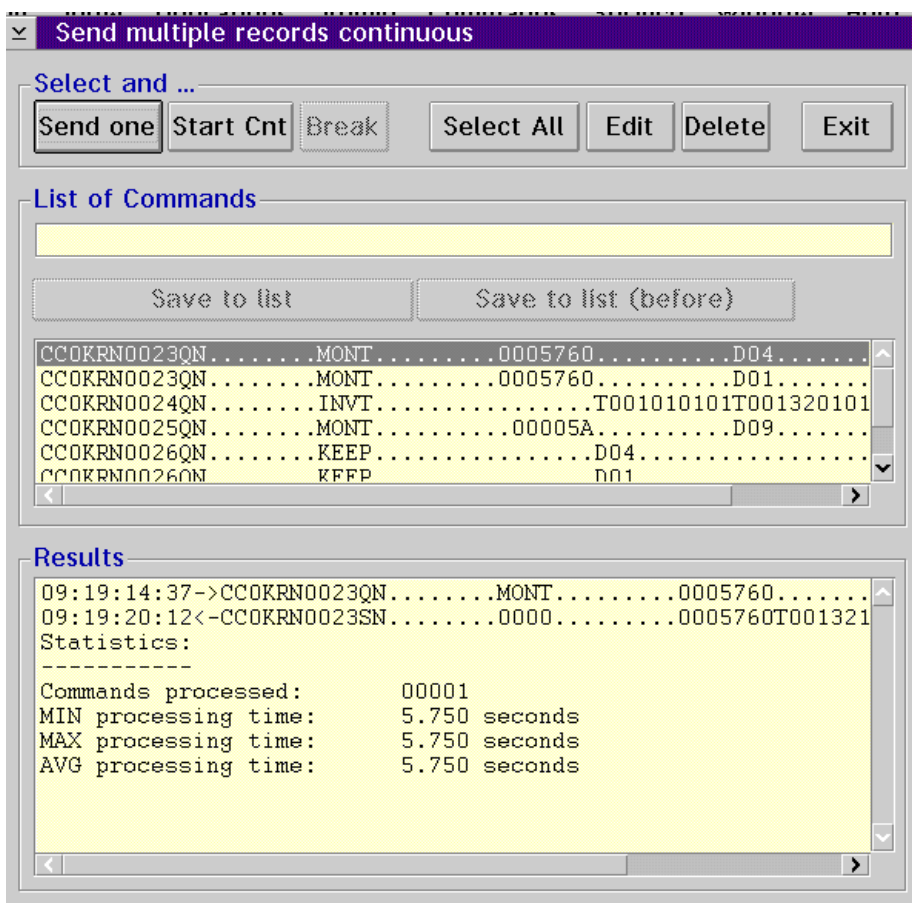 Send multiple records continuous
Select and ...
Send one Start Cnt Break Select All Edit Delete Exit
List of Commands
Save to list Save to list (before)
CC0KRN0023QN........MONT.........0005760..........D04.......
CC0KRN0023QN........MONT.........0005760..........D01.......
CC0KRN0024QN........INVT................T001010101T001320101
CC0KRN0025QN........MONT.........00005A..........D09.......
CC0KRN0026QN........KEEP................D04.................
CC0KRN0026QN KEEP D01
Results
09:19:14:37->CC0KRN0023QN........MONT.........0005760.......
09:19:20:12<-CC0KRN0023SN........0000.........0005760T001321
Statistics:
-----------
Commands processed: 00001
MIN processing time: 5.750 seconds
MAX processing time: 5.750 seconds
AVG processing time: 5.750 seconds